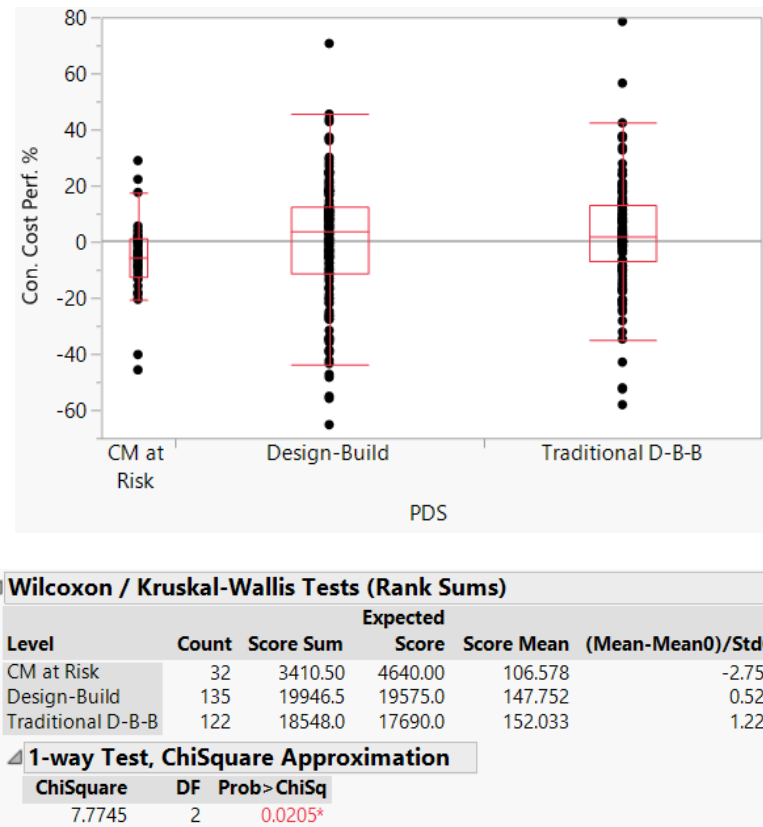 80
60
40
20
0
-20
-40
-60
Con. Cost Perf. %
CM at Risk
Design-Build
Traditional D-B-B
PDS
Wilcoxon / Kruskal-Wallis Tests (Rank Sums)
Expected
Level Count Score Sum Score Score Mean (Mean-Mean0)/Std
CM at Risk 32 3410.50 4640.00 106.578 -2.75
Design-Build 135 19946.5 19575.0 147.752 0.52
Traditional D-B-B 122 18548.0 17690.0 152.033 1.22
1-way Test, ChiSquare Approximation
ChiSquare DF Prob>ChiSq
7.7745 2 0.0205*